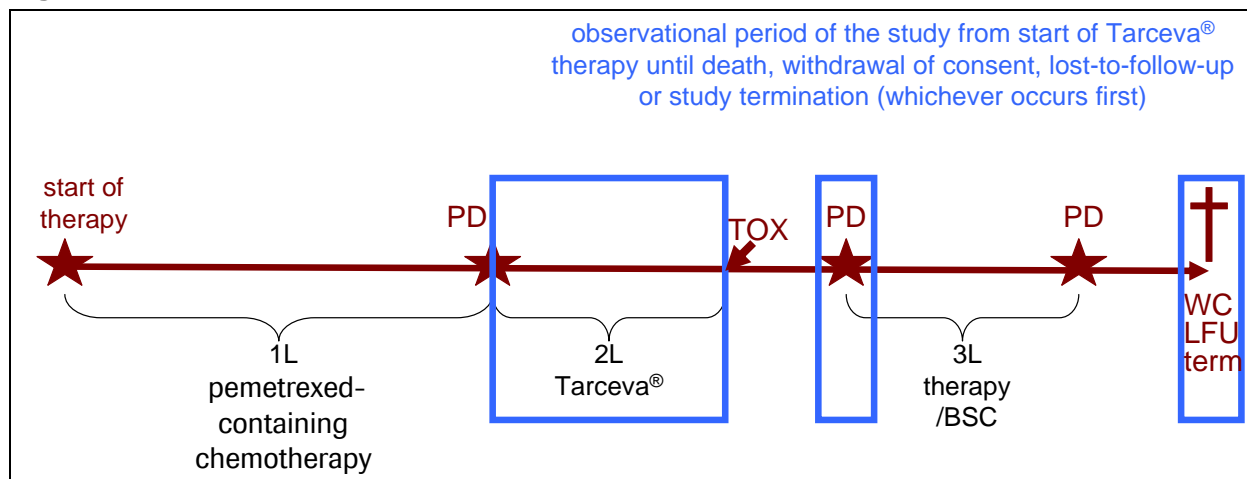 observational period of the study from start of Tarceva®
therapy until death, withdrawal of consent, lost-to-follow-up
or study termination (whichever occurs first)
start of
therapy
PD
TOX
PD
PD
WC
LFU
term
1L
pemetrexed-
containing
chemotherapy
2L
Tarceva®
3L
therapy
/BSC